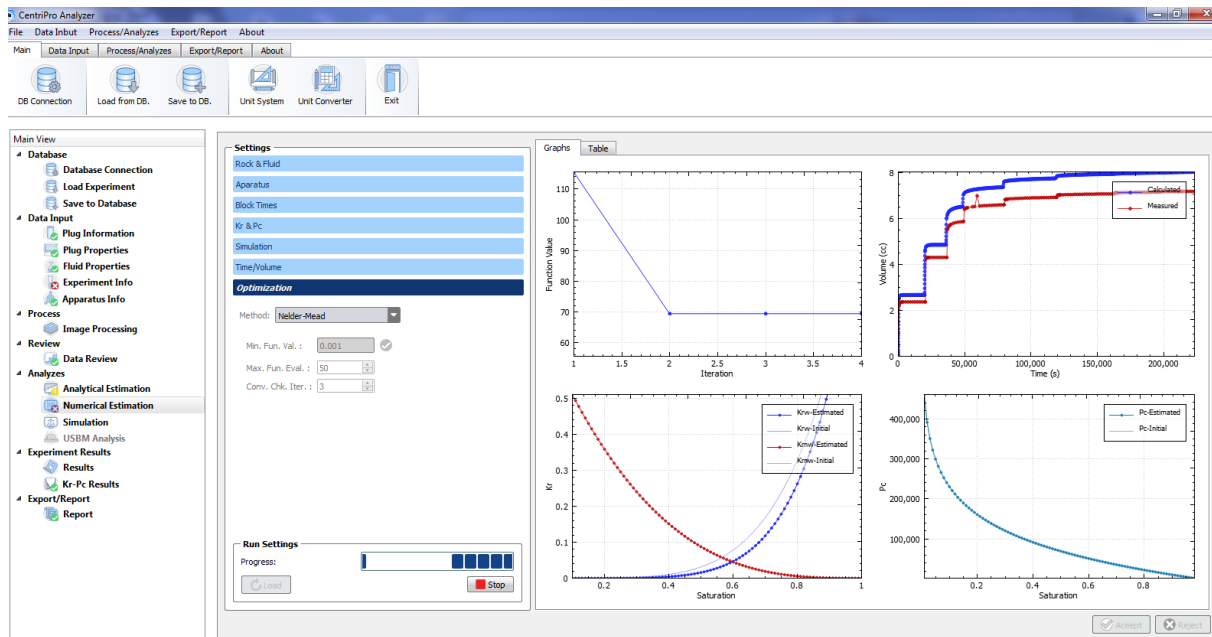 CentriPro Analyzer
File Data Inbut Process/Analyzes Export/Report About
Main Data Input Process/Analyzes Export/Report About
DB Connection Load from DB. Save to DB. Unit System Unit Converter Exit
Main View
Database
Database Connection
Load Experiment
Save to Database
Data Input
Plug Information
Plug Properties
Fluid Properties
Experiment Info
Apparatus Info
Process
Image Processing
Review
Data Review
Analyzes
Analytical Estimation
Numerical Estimation
Simulation
USBM Analysis
Experiment Results
Results
Kr-Pc Results
Export/Report
Report
Settings
Rock & Fluid
Aparatus
Block Times
Kr & Pc
Simulation
Time/Volume
Optimization
Method: Nelder-Mead
Min. Fun. Val. : 0.001
Max. Fun. Eval. : 50
Conv. Chk. Iter. : 3
Run Settings
Progress:
Load Stop
Graphs Table
Function Value
110
100
90
80
70
60
1 1.5 2 2.5 3 3.5 4
Iteration
Volume (cc)
8
6
4
2
0
0 50,000 100,000 150,000 200,000
Time (s)
Calculated
Measured
Kr
0.5
0.4
0.3
0.2
0.1
0
0.2 0.4 0.6 0.8 1
Saturation
Krw-Estimated
Krw-Initial
Krnw-Estimated
Krnw-Initial
Pc
400,000
300,000
200,000
100,000
0.2 0.4 0.6 0.8
Saturation
Pc-Estimated
Pc-Initial
Accept Reject